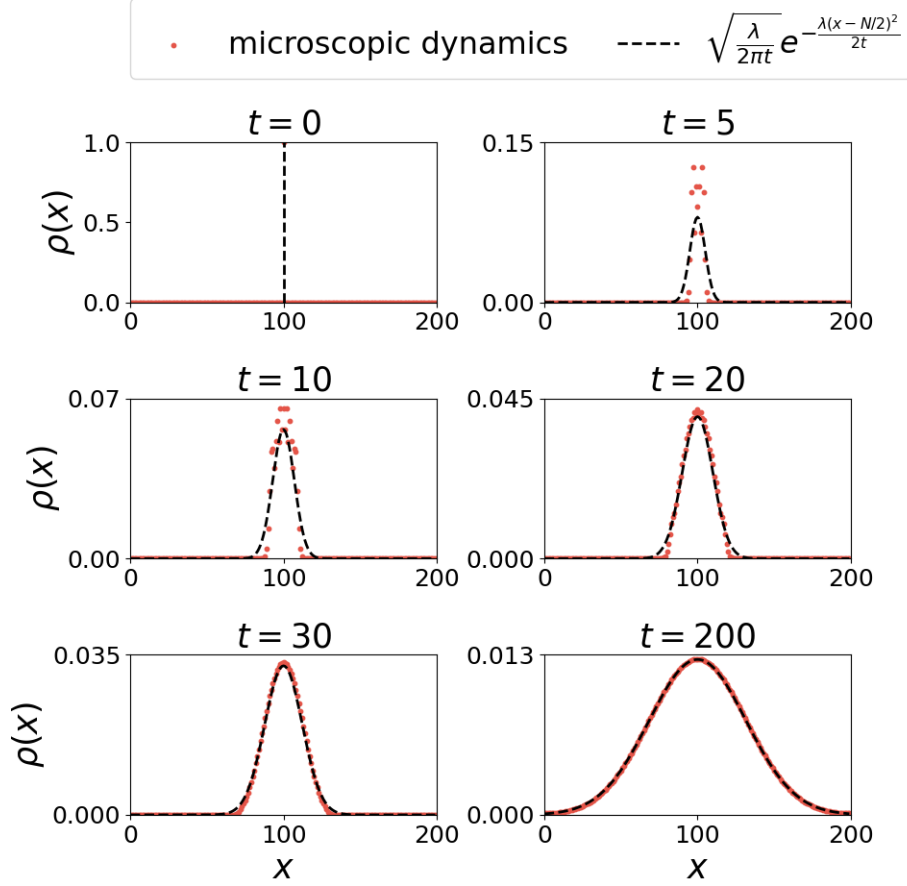 microscopic dynamics $\sqrt{\frac{\lambda}{2\pi t}}e^{-\frac{\lambda(x-N/2)^2}{2t}}$
t = 0 t = 5
1.0 0.15
ρ(x)
0.5
0.0 0.00
0 100 200 0 100 200
t = 10 t = 20
0.07 0.045
ρ(x)
0.00 0.000
0 100 200 0 100 200
t = 30 t = 200
0.035 0.013
ρ(x)
0.000 0.000
0 100 200 0 100 200
x x